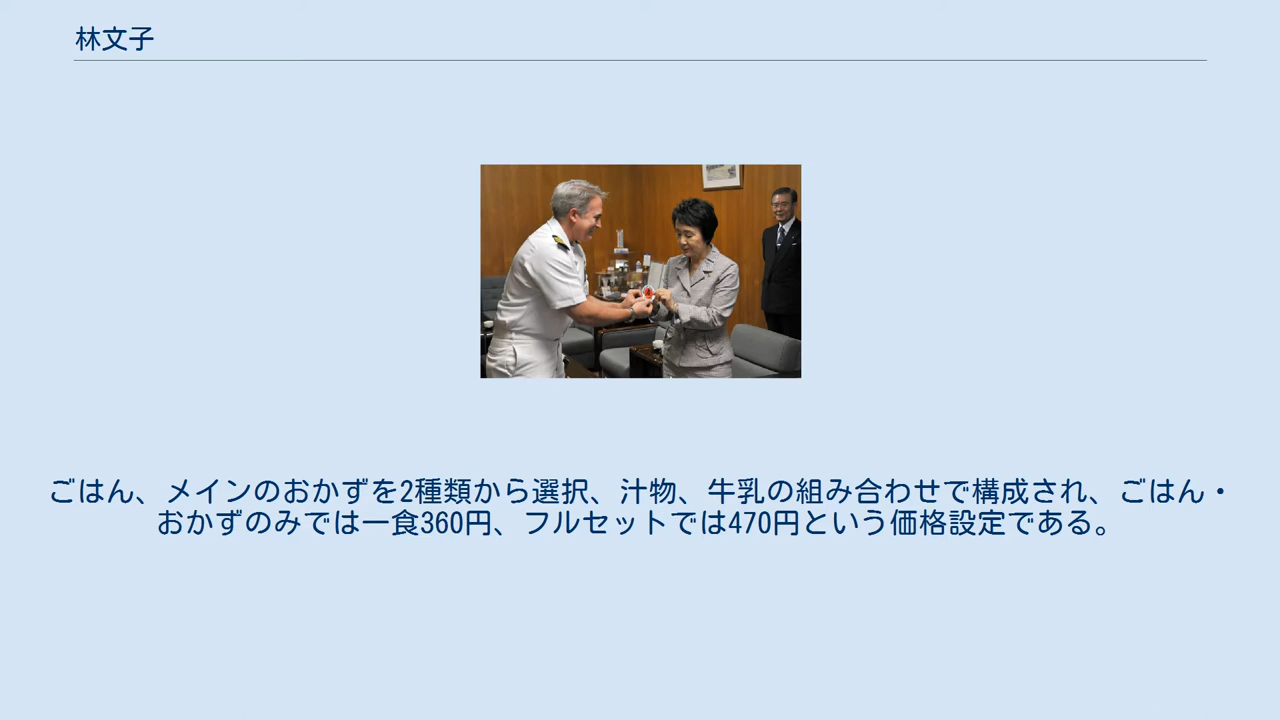 林文子
ごはん、メインのおかずを2種類から選択、汁物、牛乳の組み合わせで構成され、ごはん・
おかずのみでは一食360円、フルセットでは470円という価格設定である。